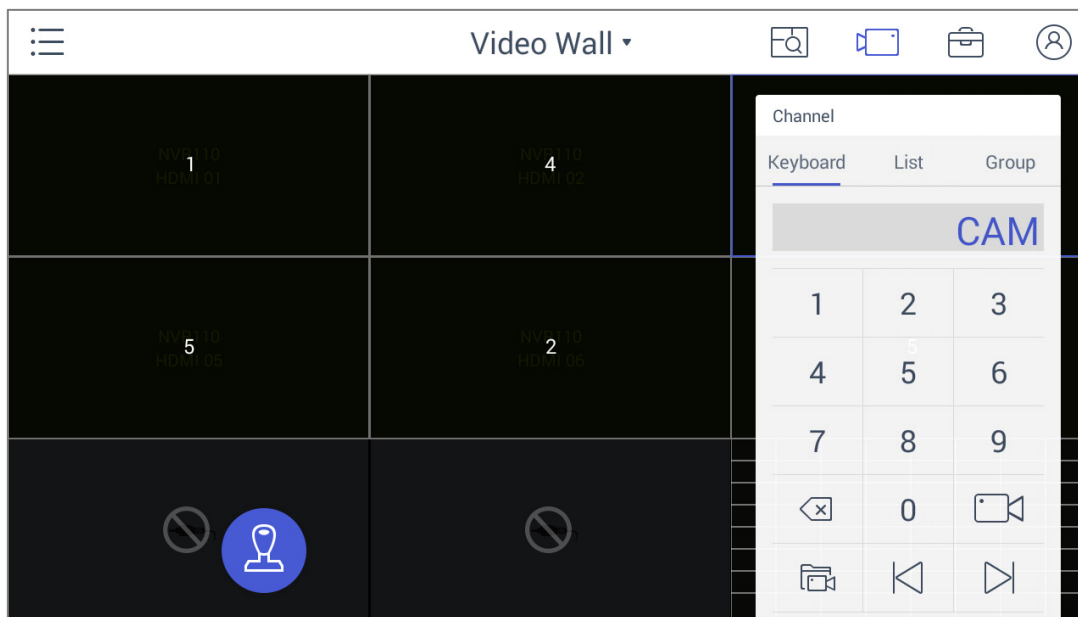 Video Wall
NVR110
HDMI 01
1
NVR110
HDMI 02
4
NVR110
HDMI 05
5
NVR110
HDMI 06
2
Channel
Keyboard List Group
CAM
1 2 3
5
4 5 6
7 8 9
0